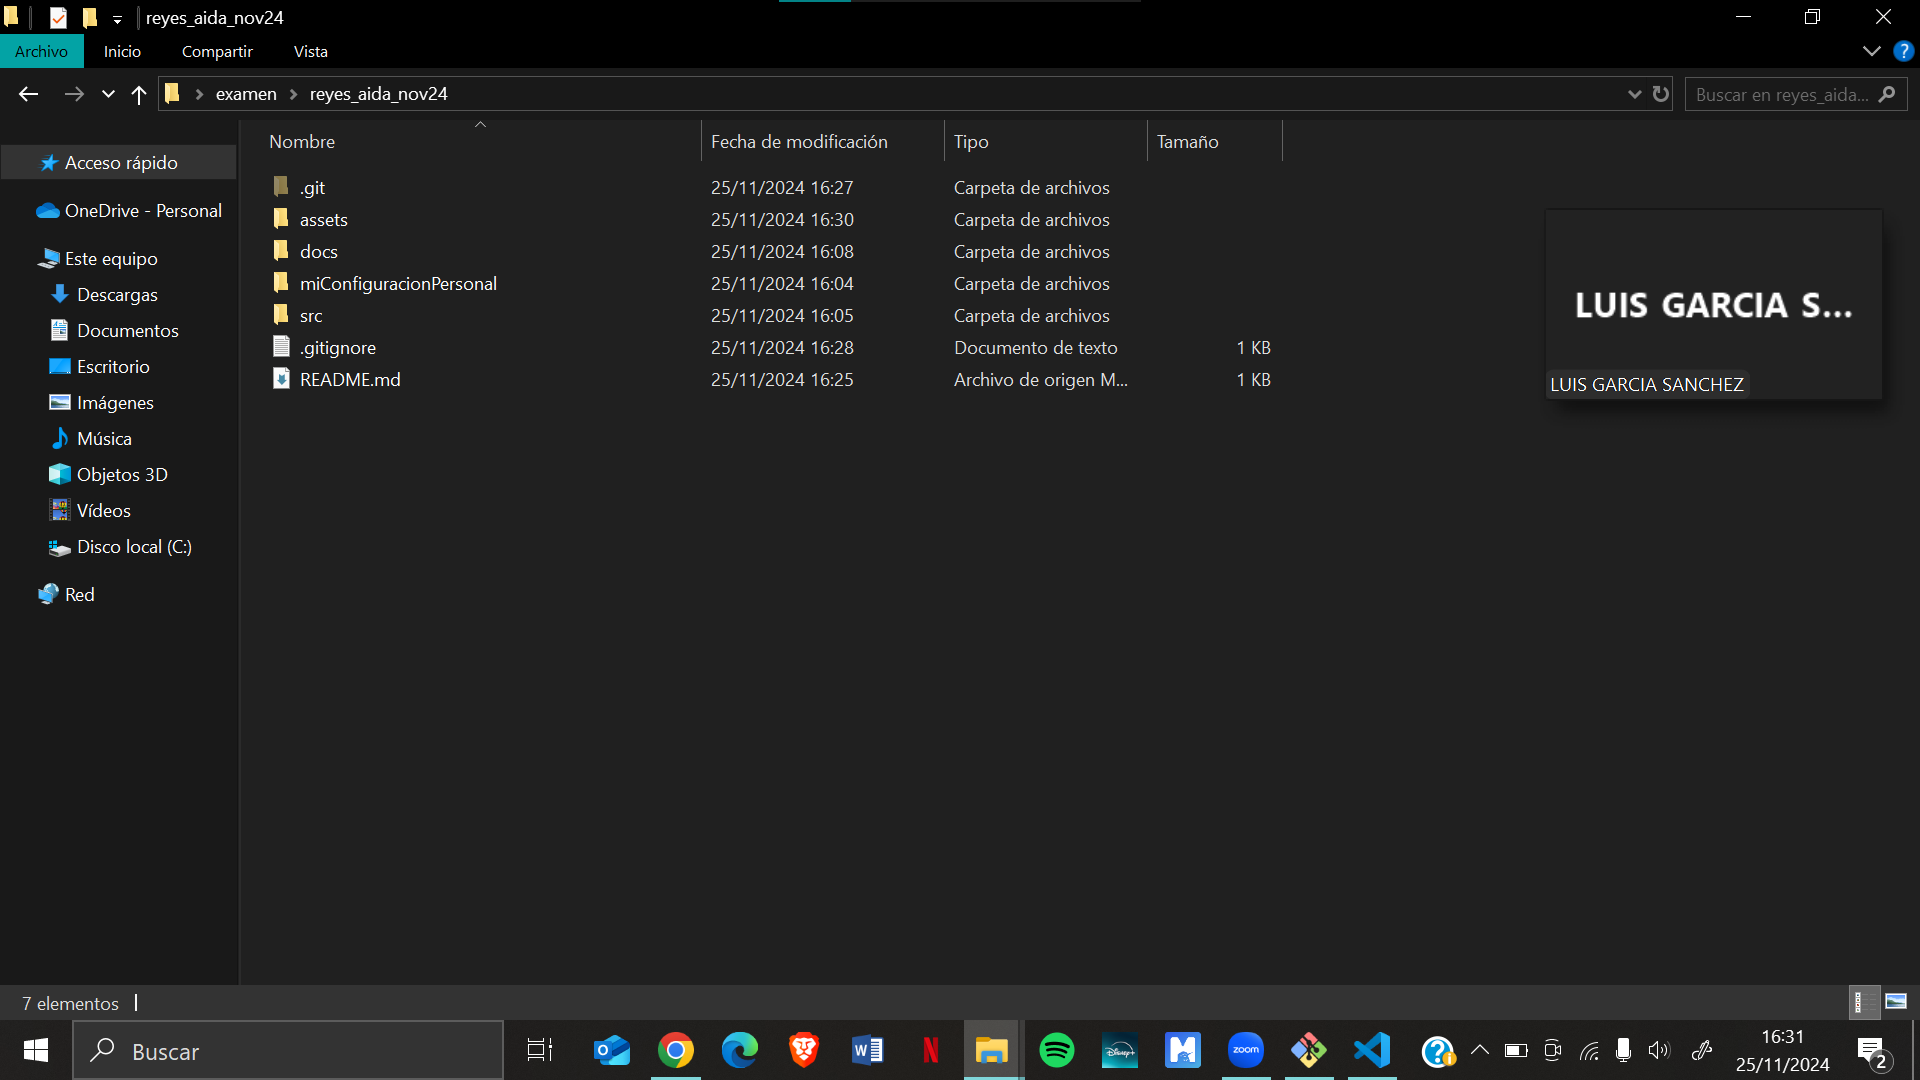 reyes_aida_nov24
Archivo Inicio Compartir Vista
examen reyes_aida_nov24
Buscar en reyes_aida...
Nombre Fecha de modificación Tipo Tamaño
.git 25/11/2024 16:27 Carpeta de archivos
assets 25/11/2024 16:30 Carpeta de archivos
docs 25/11/2024 16:08 Carpeta de archivos
miConfiguracionPersonal 25/11/2024 16:04 Carpeta de archivos
src 25/11/2024 16:05 Carpeta de archivos
.gitignore 25/11/2024 16:28 Documento de texto 1 KB
README.md 25/11/2024 16:25 Archivo de origen M... 1 KB
Acceso rápido
OneDrive - Personal
Este equipo
Descargas
Documentos
Escritorio
Imágenes
Música
Objetos 3D
Vídeos
Disco local (C:)
Red
LUIS GARCIA S...
LUIS GARCIA SANCHEZ
7 elementos
Buscar
Disney+
zoom
16:31
25/11/2024
2